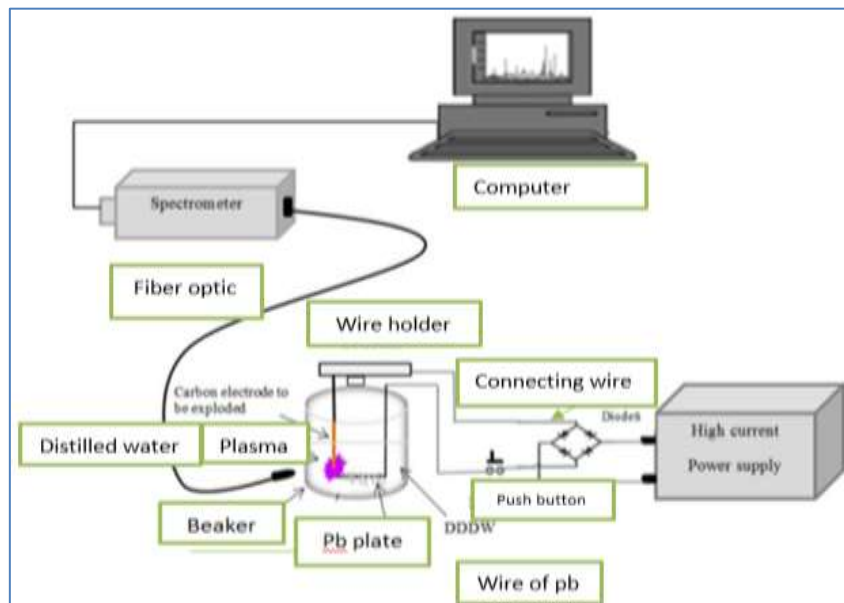 Computer
Spectrometer
Fiber optic
Wire holder
Carbon electrode to
be exploded
Connecting wire
Diodes
High current
Power supply
Distilled water
Plasma
Push button
Beaker
Pb plate
DDDW
Wire of pb